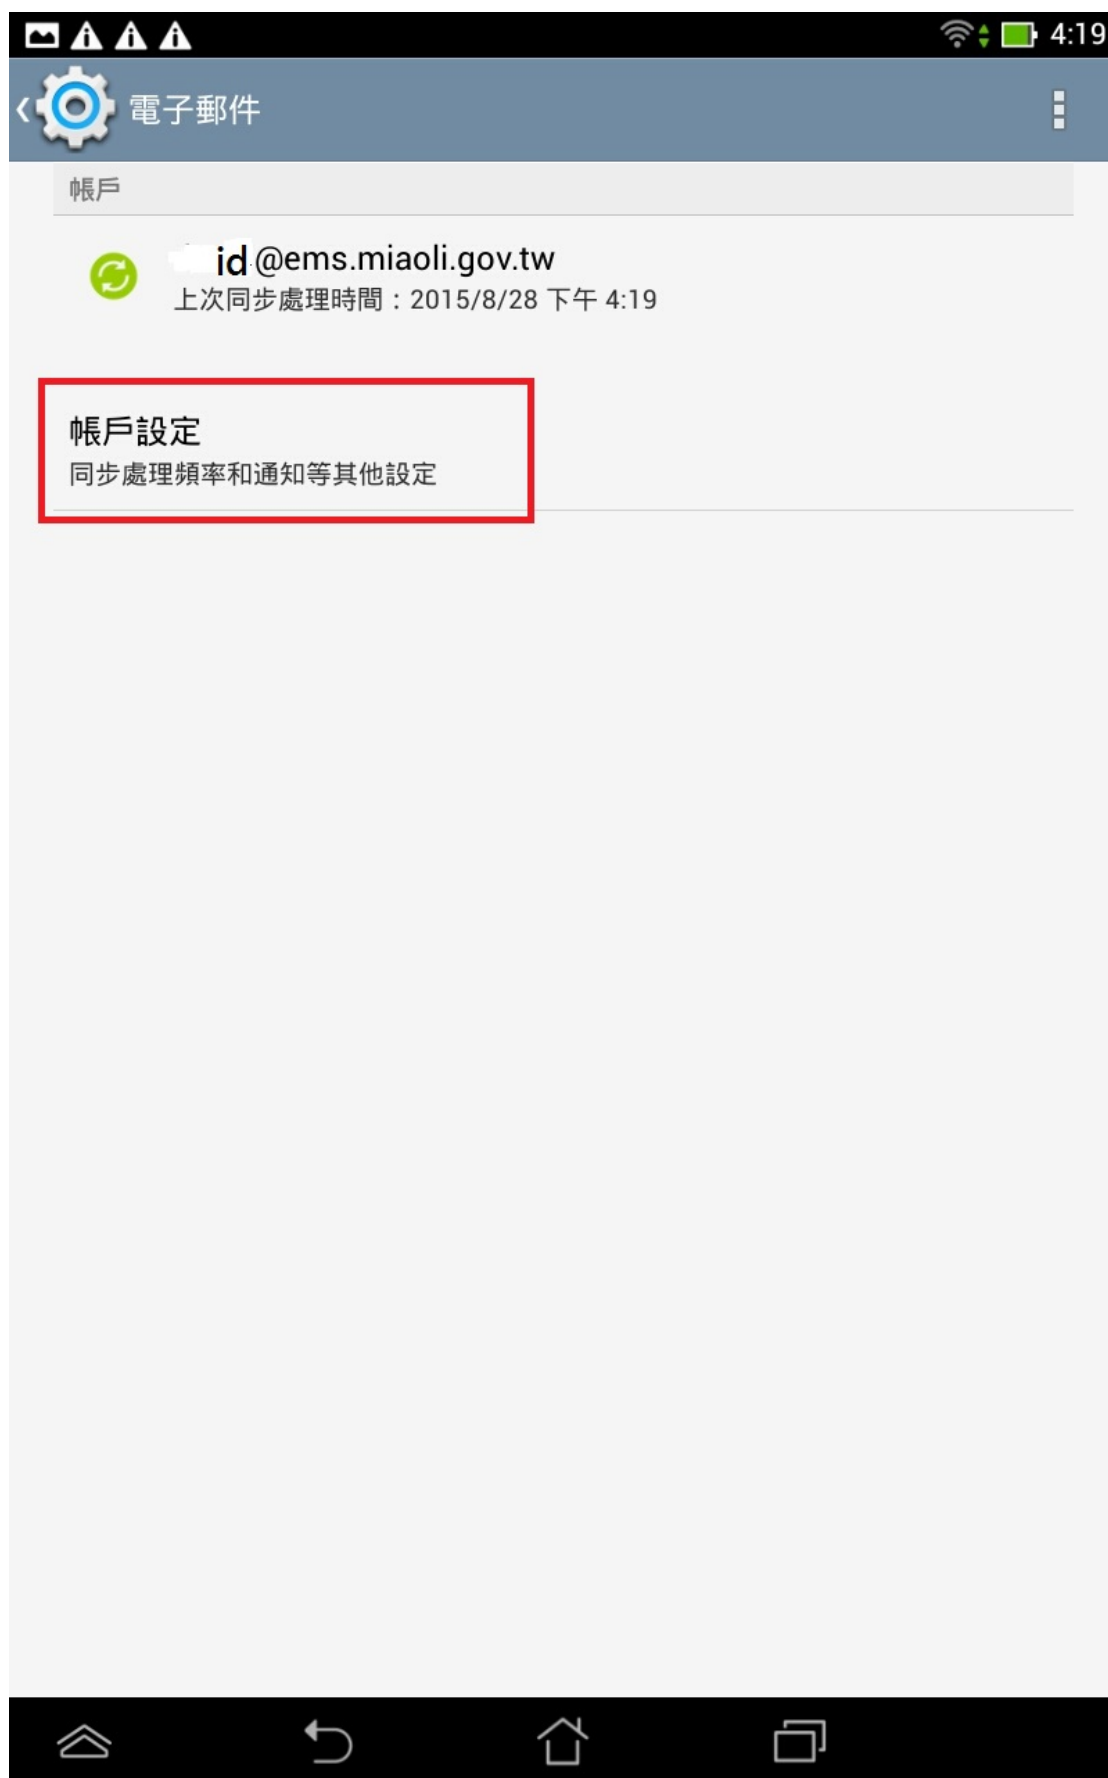 4:19
電子郵件
帳戶
id @ems.miaoli.gov.tw
上次同步處理時間：2015/8/28 下午 4:19
帳戶設定
同步處理頻率和通知等其他設定